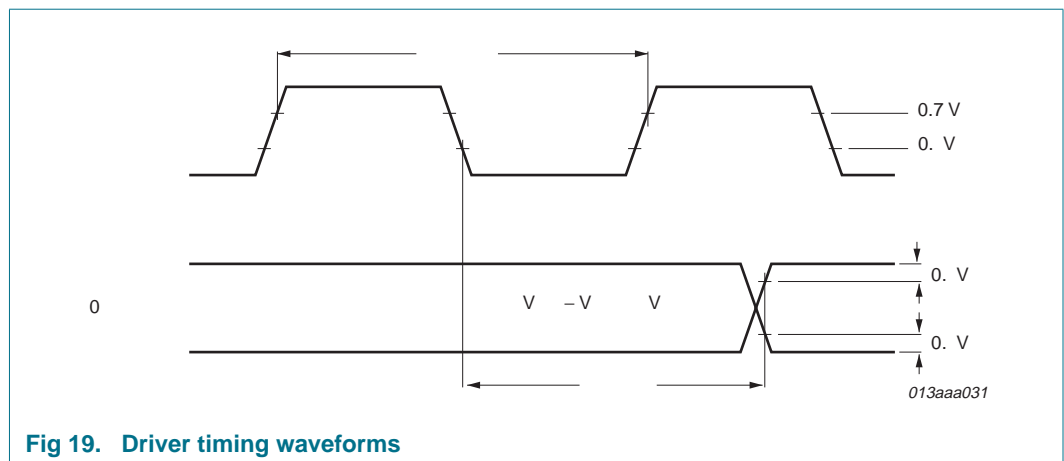 0.7 V
0. V
0. V
0 V – V V
0. V
013aaa031
Fig 19. Driver timing waveforms